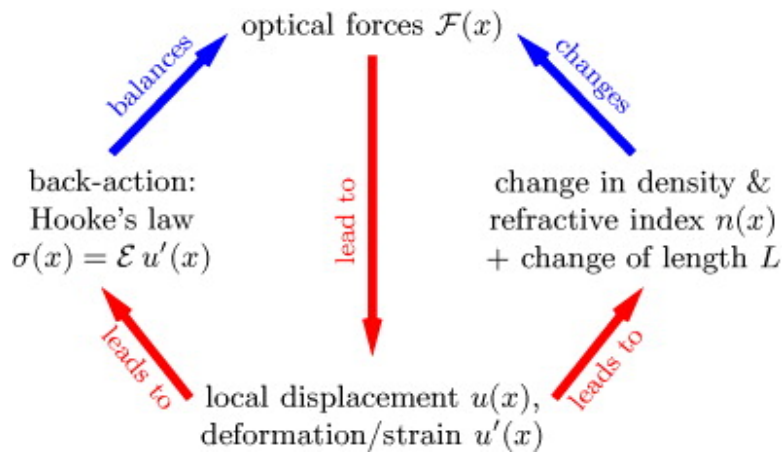 optical forces ℱ(x)
balances
changes
lead to
back-action:
Hooke's law
σ(x) = ℰ u′(x)
change in density &
refractive index n(x)
+ change of length L
leads to
leads to
local displacement u(x),
deformation/strain u′(x)